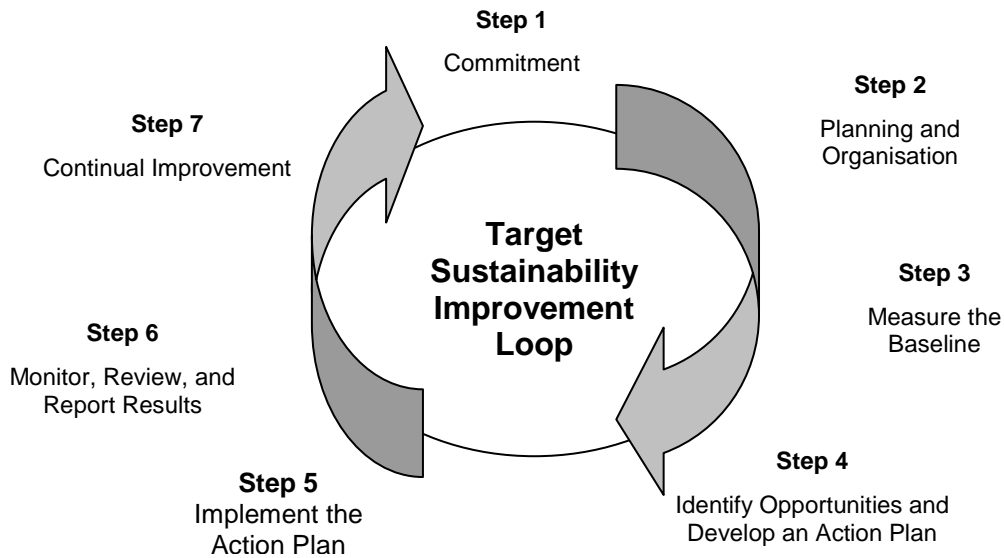 Step 1
Commitment
Step 2
Planning and
Organisation
Step 3
Measure the
Baseline
Step 4
Identify Opportunities and
Develop an Action Plan
Step 5
Implement the
Action Plan
Step 6
Monitor, Review, and
Report Results
Step 7
Continual Improvement
Target
Sustainability
Improvement
Loop